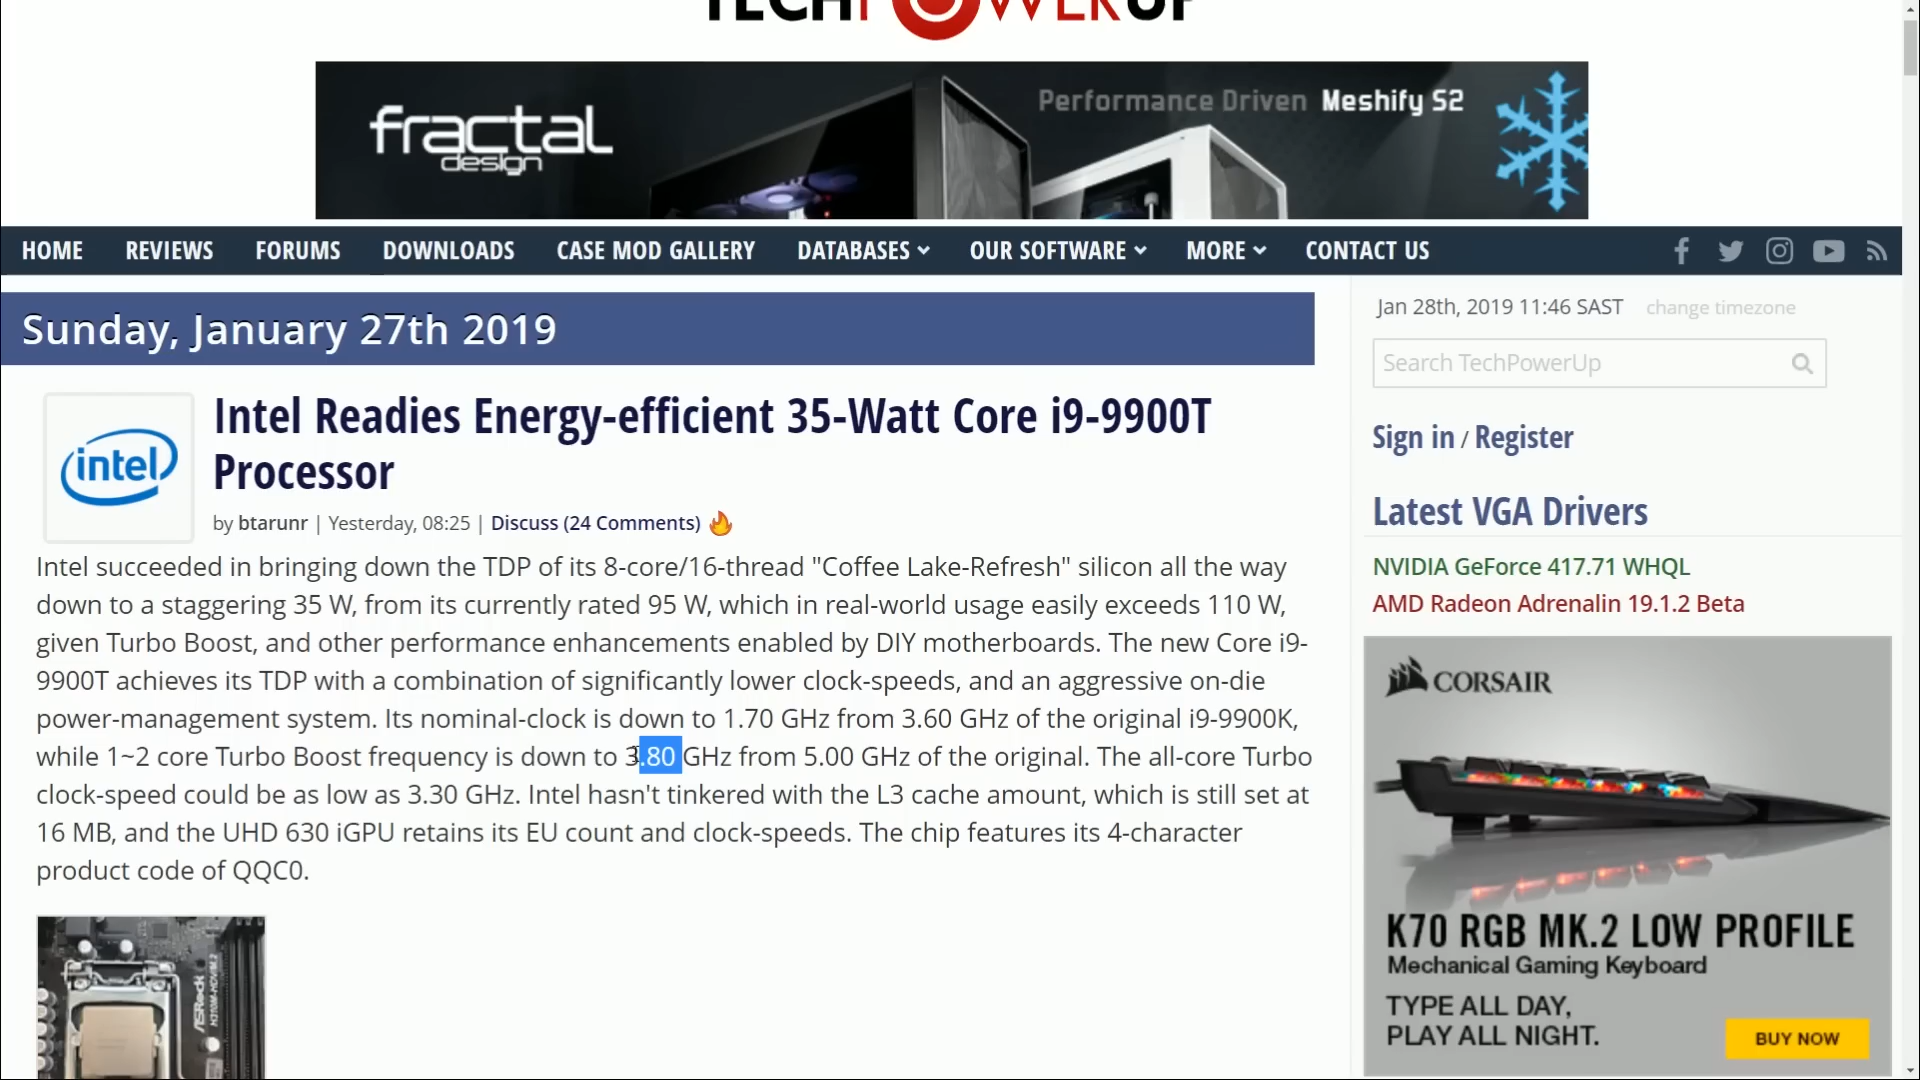 TECHPOWERUP
fractal
design
Performance Driven Meshify S2
HOME REVIEWS FORUMS DOWNLOADS CASE MOD GALLERY DATABASES OUR SOFTWARE MORE CONTACT US
Sunday, January 27th 2019
Jan 28th, 2019 11:46 SAST change timezone
Search TechPowerUp
intel
Intel Readies Energy-efficient 35-Watt Core i9-9900T
Processor
by btarunr | Yesterday, 08:25 | Discuss (24 Comments)
Intel succeeded in bringing down the TDP of its 8-core/16-thread "Coffee Lake-Refresh" silicon all the way
down to a staggering 35 W, from its currently rated 95 W, which in real-world usage easily exceeds 110 W,
given Turbo Boost, and other performance enhancements enabled by DIY motherboards. The new Core i9-
9900T achieves its TDP with a combination of significantly lower clock-speeds, and an aggressive on-die
power-management system. Its nominal-clock is down to 1.70 GHz from 3.60 GHz of the original i9-9900K,
while 1~2 core Turbo Boost frequency is down to 3.80 GHz from 5.00 GHz of the original. The all-core Turbo
clock-speed could be as low as 3.30 GHz. Intel hasn't tinkered with the L3 cache amount, which is still set at
16 MB, and the UHD 630 iGPU retains its EU count and clock-speeds. The chip features its 4-character
product code of QQC0.
ASRock
Sign in / Register
Latest VGA Drivers
NVIDIA GeForce 417.71 WHQL
AMD Radeon Adrenalin 19.1.2 Beta
CORSAIR
K70 RGB MK.2 LOW PROFILE
Mechanical Gaming Keyboard
TYPE ALL DAY,
PLAY ALL NIGHT.
BUY NOW